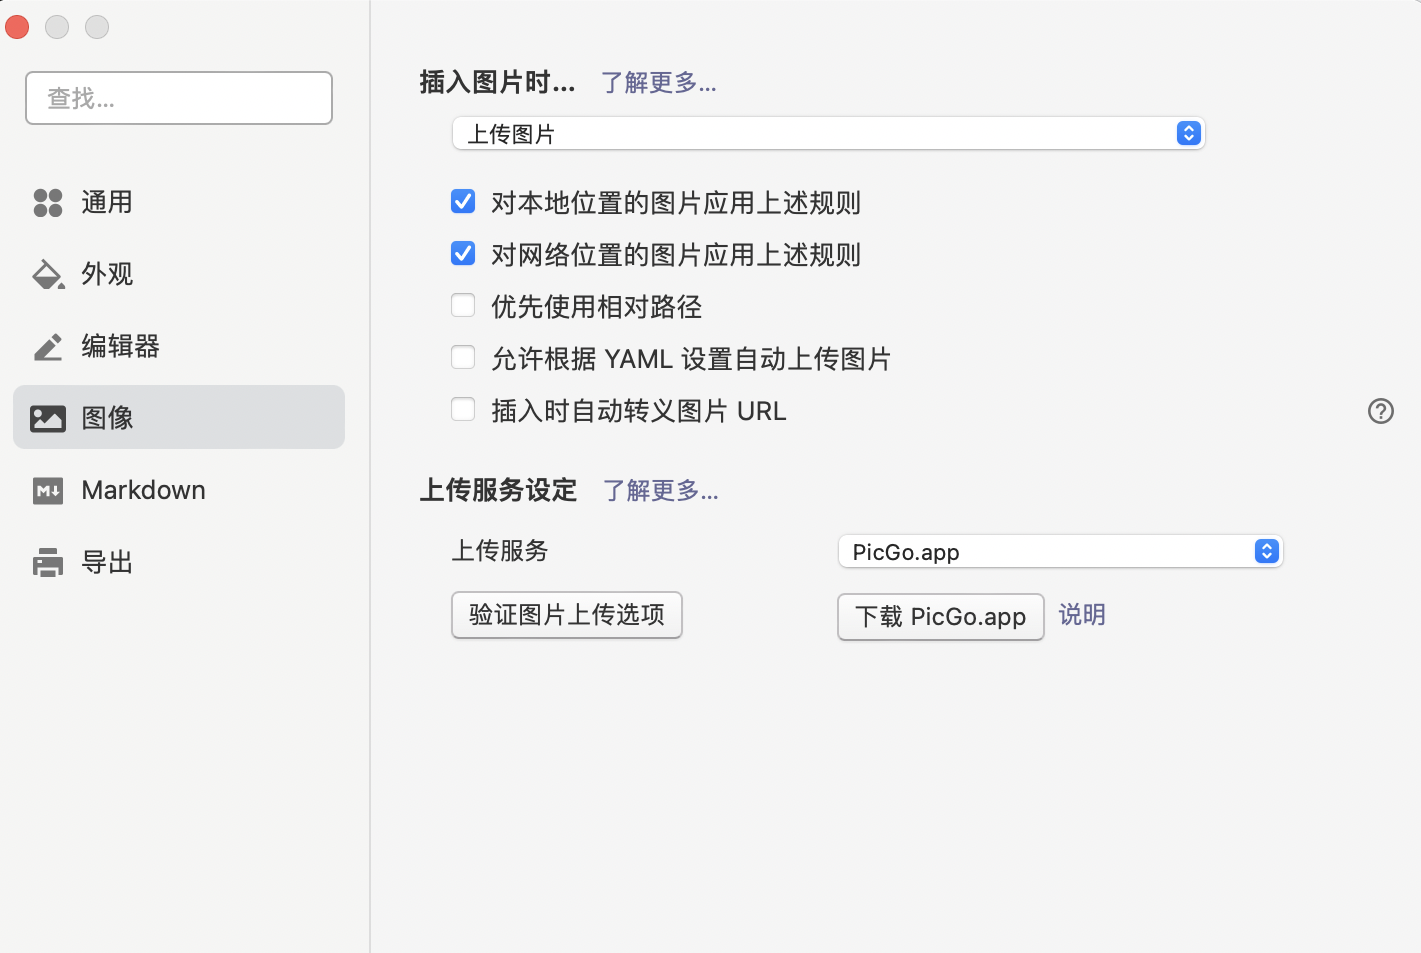 查找...
通用
外观
编辑器
图像
Markdown
导出
插入图片时... 了解更多...
上传图片
对本地位置的图片应用上述规则
对网络位置的图片应用上述规则
优先使用相对路径
允许根据 YAML 设置自动上传图片
插入时自动转义图片 URL
上传服务设定 了解更多...
上传服务 PicGo.app
验证图片上传选项 下载 PicGo.app 说明